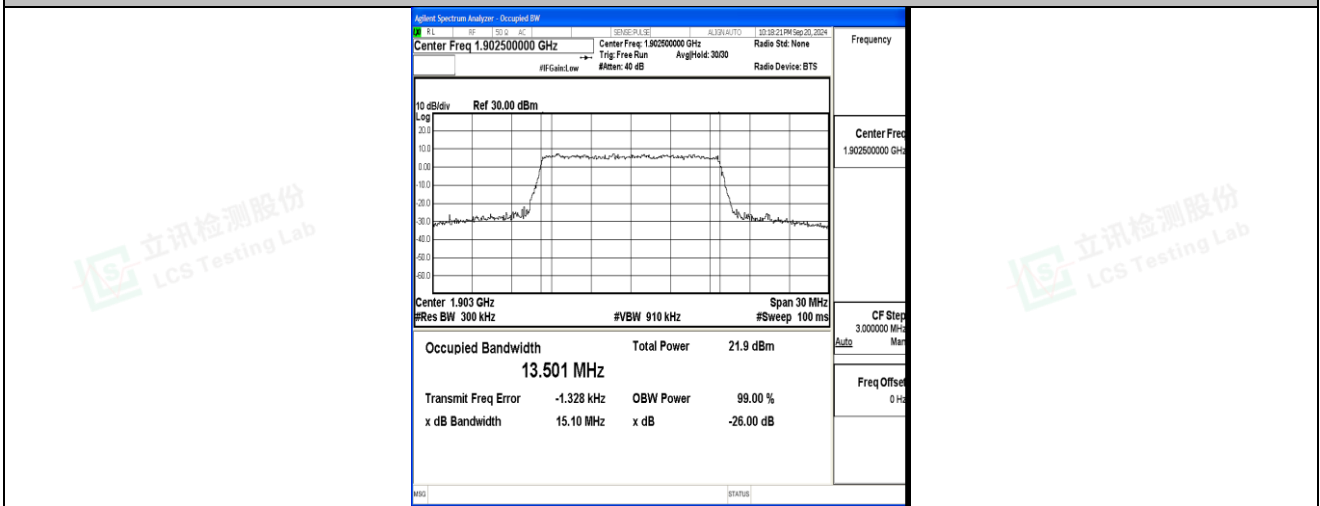 Agilent Spectrum Analyzer - Occupied BW
RL RF 50 Ω AC SENSE:PULSE ALIGN AUTO 10:18:21 PM Sep 20, 2024
Center Freq 1.902500000 GHz
Center Freq: 1.902500000 GHz
Radio Std: None
Trig: Free Run
Avg|Hold: 30/30
#IFGain:Low
#Atten: 40 dB
Radio Device: BTS
Frequency
10 dB/div Ref 30.00 dBm
Log
20.0
10.0
0.00
-10.0
-20.0
-30.0
-40.0
-50.0
-60.0
Center Freq
1.902500000 GHz
Center 1.903 GHz Span 30 MHz
#Res BW 300 kHz #VBW 910 kHz #Sweep 100 ms
CF Step
3.000000 MHz
Auto Man
Freq Offset
0 Hz
Occupied Bandwidth Total Power 21.9 dBm
13.501 MHz
Transmit Freq Error -1.328 kHz OBW Power 99.00 %
x dB Bandwidth 15.10 MHz x dB -26.00 dB
MSG STATUS
立讯检测股份
LCS Testing Lab
立讯检测股份
LCS Testing Lab